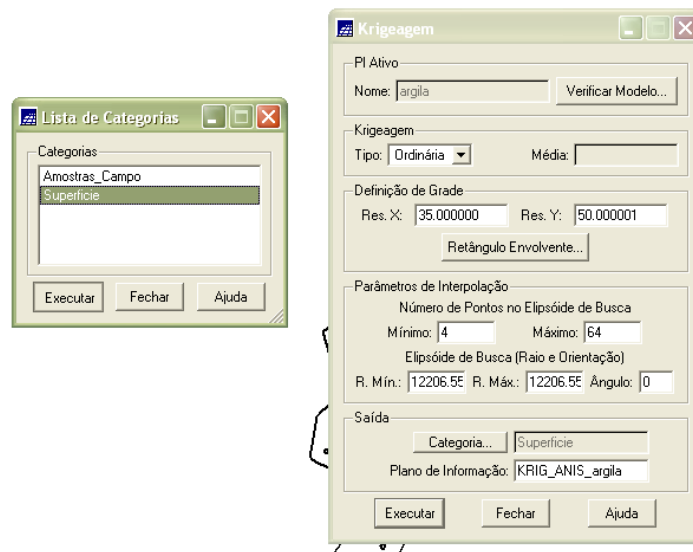 Lista de Categorias
Categorias
Amostras_Campo
Superficie
Executar Fechar Ajuda
Krigeagem
PI Ativo
Nome: argila Verificar Modelo...
Krigeagem
Tipo: Ordinária Média:
Definição de Grade
Res. X: 35.000000 Res. Y: 50.000001
Retângulo Envolvente...
Parâmetros de Interpolação
Número de Pontos no Elipsóide de Busca
Mínimo: 4 Máximo: 64
Elipsóide de Busca (Raio e Orientação)
R. Mín.: 12206.55 R. Máx.: 12206.55 Ângulo: 0
Saída
Categoria... Superficie
Plano de Informação: KRIG_ANIS_argila
Executar Fechar Ajuda